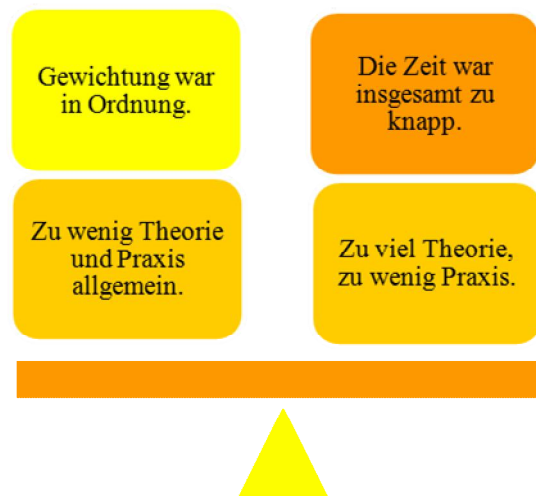 Gewichtung war
in Ordnung.
Die Zeit war
insgesamt zu
knapp.
Zu wenig Theorie
und Praxis
allgemein.
Zu viel Theorie,
zu wenig Praxis.